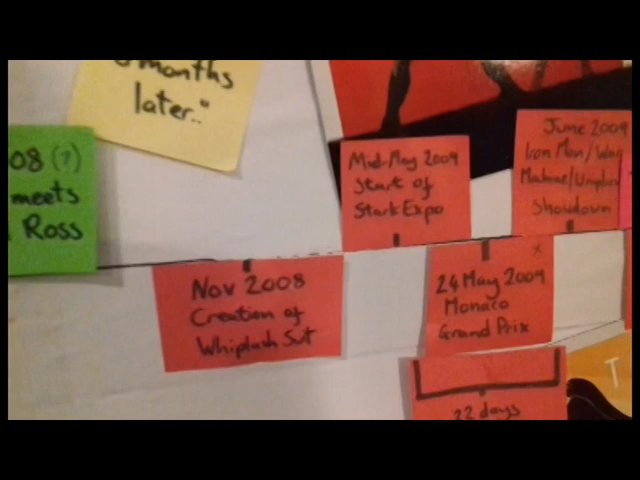 months
later.."
08 (?)
meets
Ross
Mid-May 2009
Start of
Stark Expo
June 2009
Iron Man/War
Machine/Whiplash
Showdown
Nov 2008
Creation of
Whiplash Suit
24 May 2009
Monaco
Grand Prix
22 days
T